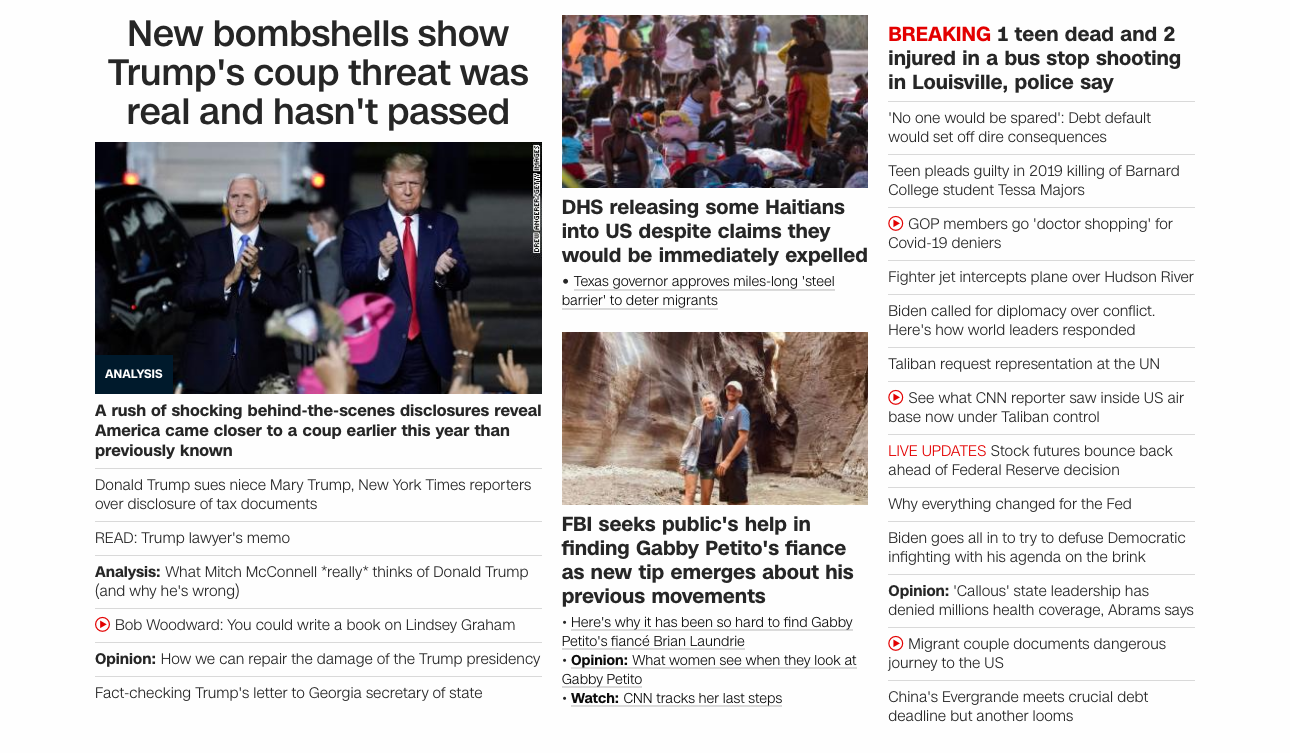 New bombshells show
Trump's coup threat was
real and hasn't passed
DREW ANGERER/GETTY IMAGES
ANALYSIS
A rush of shocking behind-the-scenes disclosures reveal
America came closer to a coup earlier this year than
previously known
Donald Trump sues niece Mary Trump, New York Times reporters
over disclosure of tax documents
READ: Trump lawyer's memo
Analysis: What Mitch McConnell *really* thinks of Donald Trump
(and why he's wrong)
Bob Woodward: You could write a book on Lindsey Graham
Opinion: How we can repair the damage of the Trump presidency
Fact-checking Trump's letter to Georgia secretary of state
DHS releasing some Haitians
into US despite claims they
would be immediately expelled
• Texas governor approves miles-long 'steel
barrier' to deter migrants
FBI seeks public's help in
finding Gabby Petito's fiance
as new tip emerges about his
previous movements
• Here's why it has been so hard to find Gabby
Petito's fiancé Brian Laundrie
• Opinion: What women see when they look at
Gabby Petito
• Watch: CNN tracks her last steps
BREAKING 1 teen dead and 2
injured in a bus stop shooting
in Louisville, police say
'No one would be spared': Debt default
would set off dire consequences
Teen pleads guilty in 2019 killing of Barnard
College student Tessa Majors
GOP members go 'doctor shopping' for
Covid-19 deniers
Fighter jet intercepts plane over Hudson River
Biden called for diplomacy over conflict.
Here's how world leaders responded
Taliban request representation at the UN
See what CNN reporter saw inside US air
base now under Taliban control
LIVE UPDATES Stock futures bounce back
ahead of Federal Reserve decision
Why everything changed for the Fed
Biden goes all in to try to defuse Democratic
infighting with his agenda on the brink
Opinion: 'Callous' state leadership has
denied millions health coverage, Abrams says
Migrant couple documents dangerous
journey to the US
China's Evergrande meets crucial debt
deadline but another looms